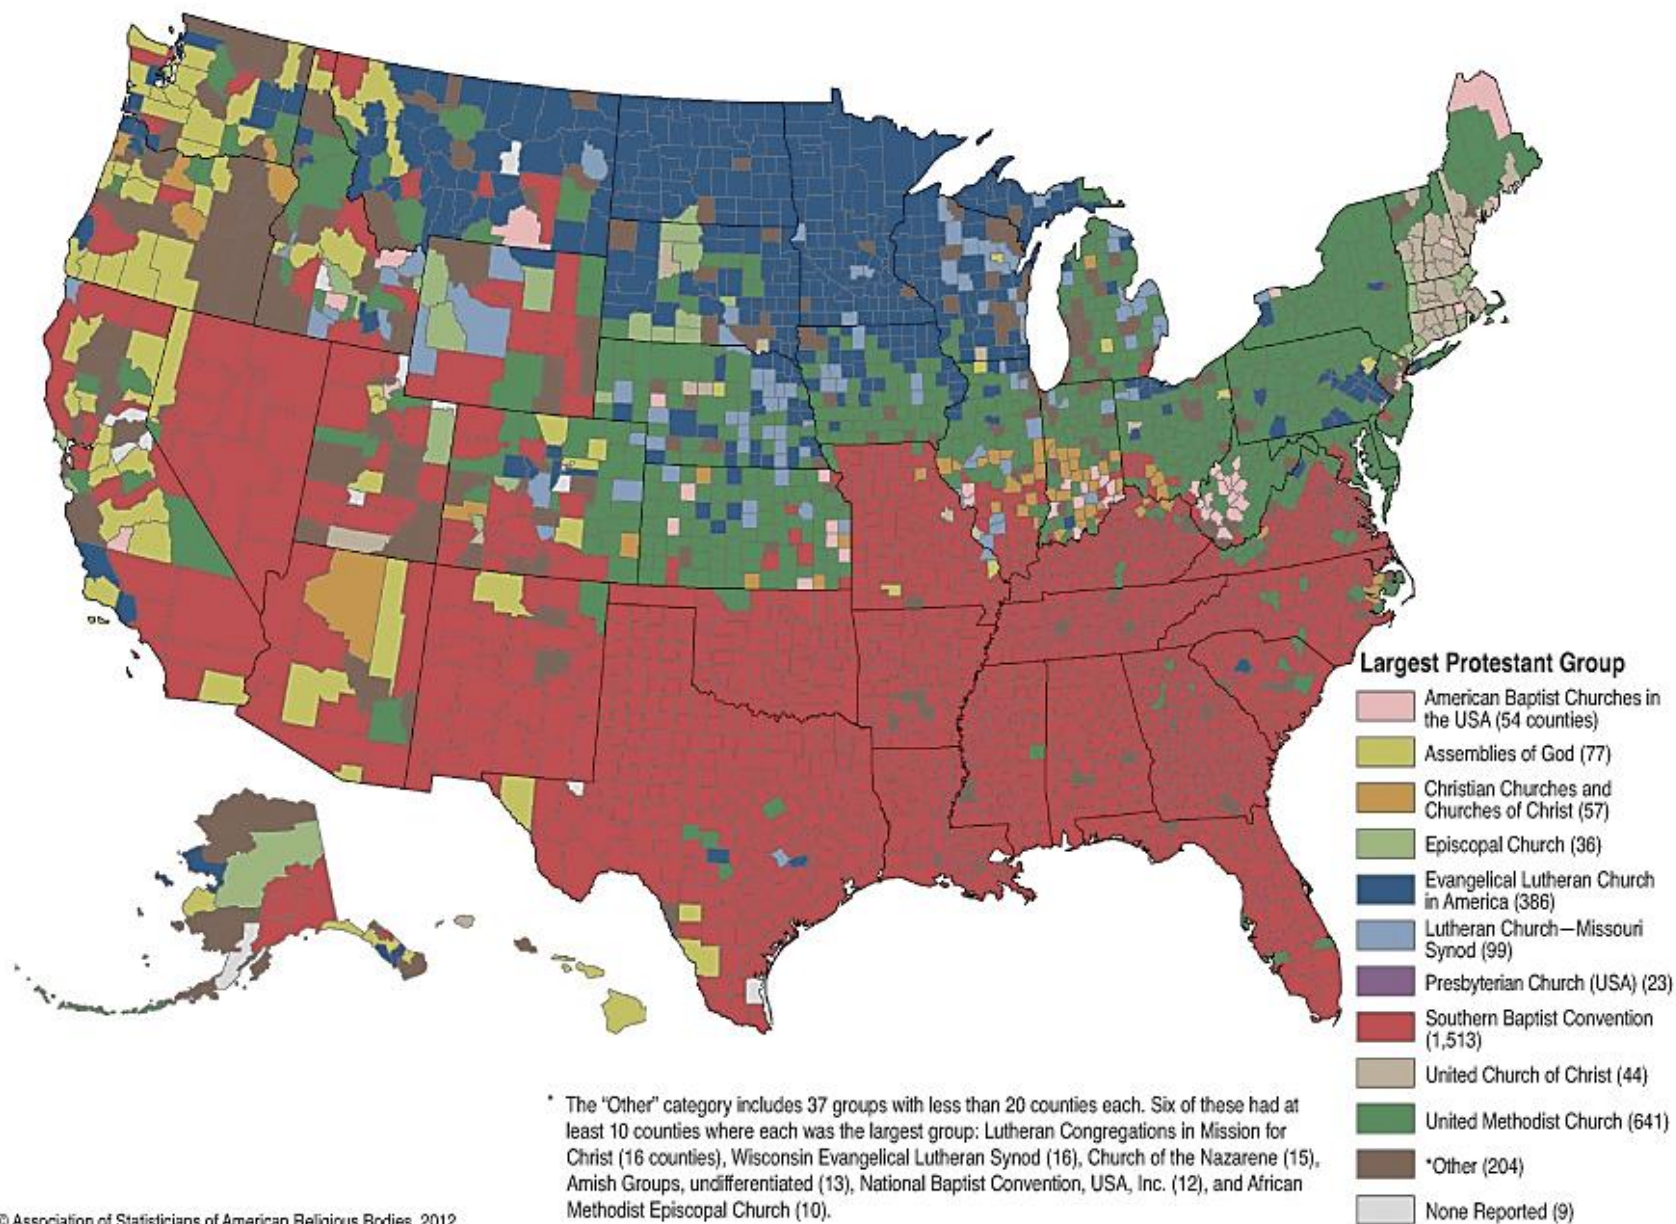 Largest Protestant Group
American Baptist Churches in
the USA (54 counties)
Assemblies of God (77)
Christian Churches and
Churches of Christ (57)
Episcopal Church (36)
Evangelical Lutheran Church
in America (386)
Lutheran Church—Missouri
Synod (99)
Presbyterian Church (USA) (23)
Southern Baptist Convention
(1,513)
United Church of Christ (44)
United Methodist Church (641)
*Other (204)
None Reported (9)
* The “Other” category includes 37 groups with less than 20 counties each. Six of these had at
least 10 counties where each was the largest group: Lutheran Congregations in Mission for
Christ (16 counties), Wisconsin Evangelical Lutheran Synod (16), Church of the Nazarene (15),
Amish Groups, undifferentiated (13), National Baptist Convention, USA, Inc. (12), and African
Methodist Episcopal Church (10).
© Association of Statisticians of American Religious Bodies, 2012